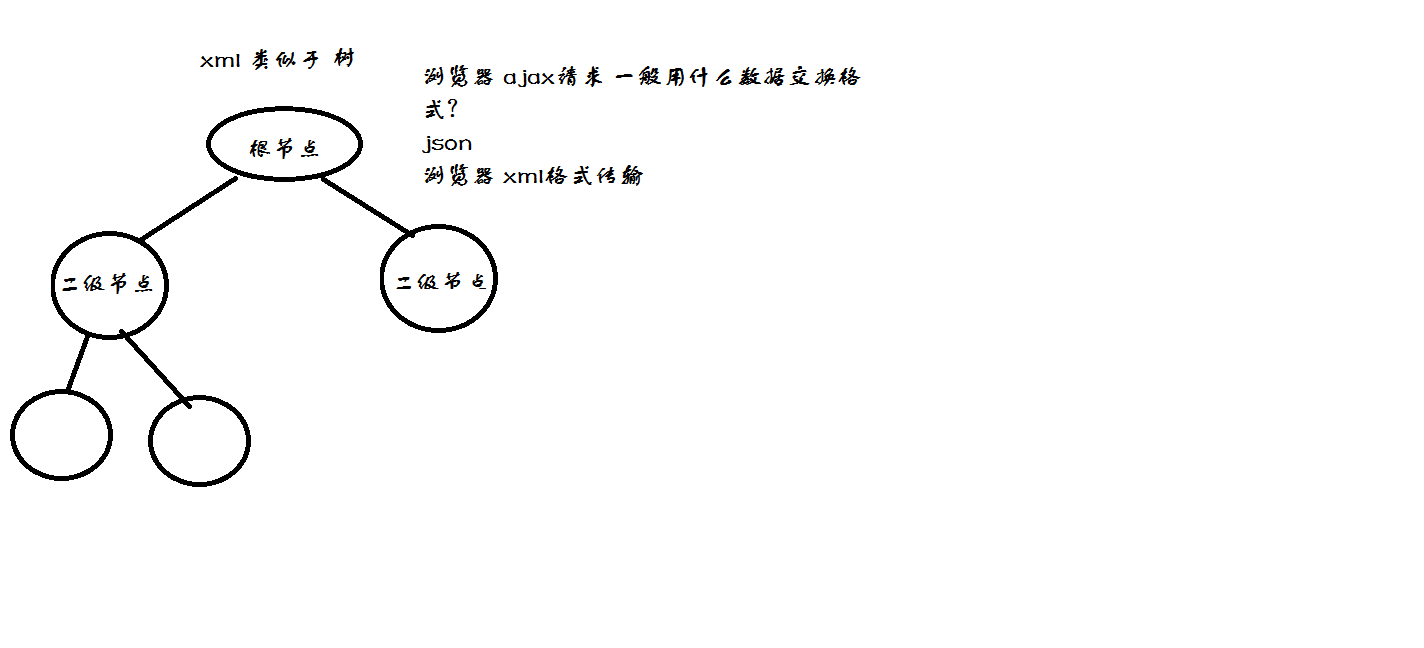 xml 类似于 树
浏览器 ajax请求 一般用什么数据交换格
式？
json
浏览器 xml格式传输
根节点
二级节点
二级节点